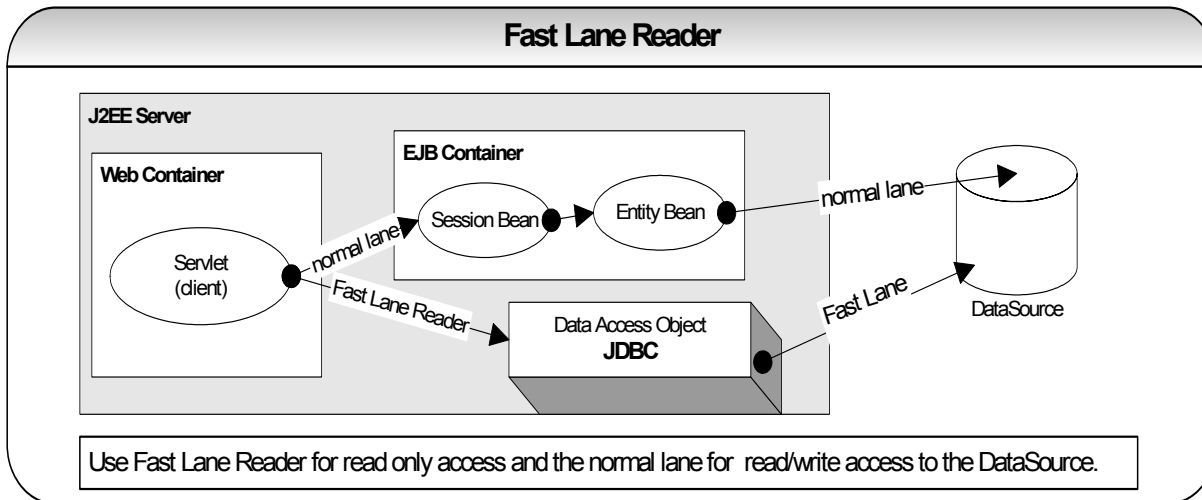 Fast Lane Reader
J2EE Server
Web Container
EJB Container
Servlet
(client)
normal lane
Fast Lane Reader
Session Bean
Entity Bean
normal lane
Data Access Object
JDBC
Fast Lane
DataSource
Use Fast Lane Reader for read only access and the normal lane for read/write access to the DataSource.